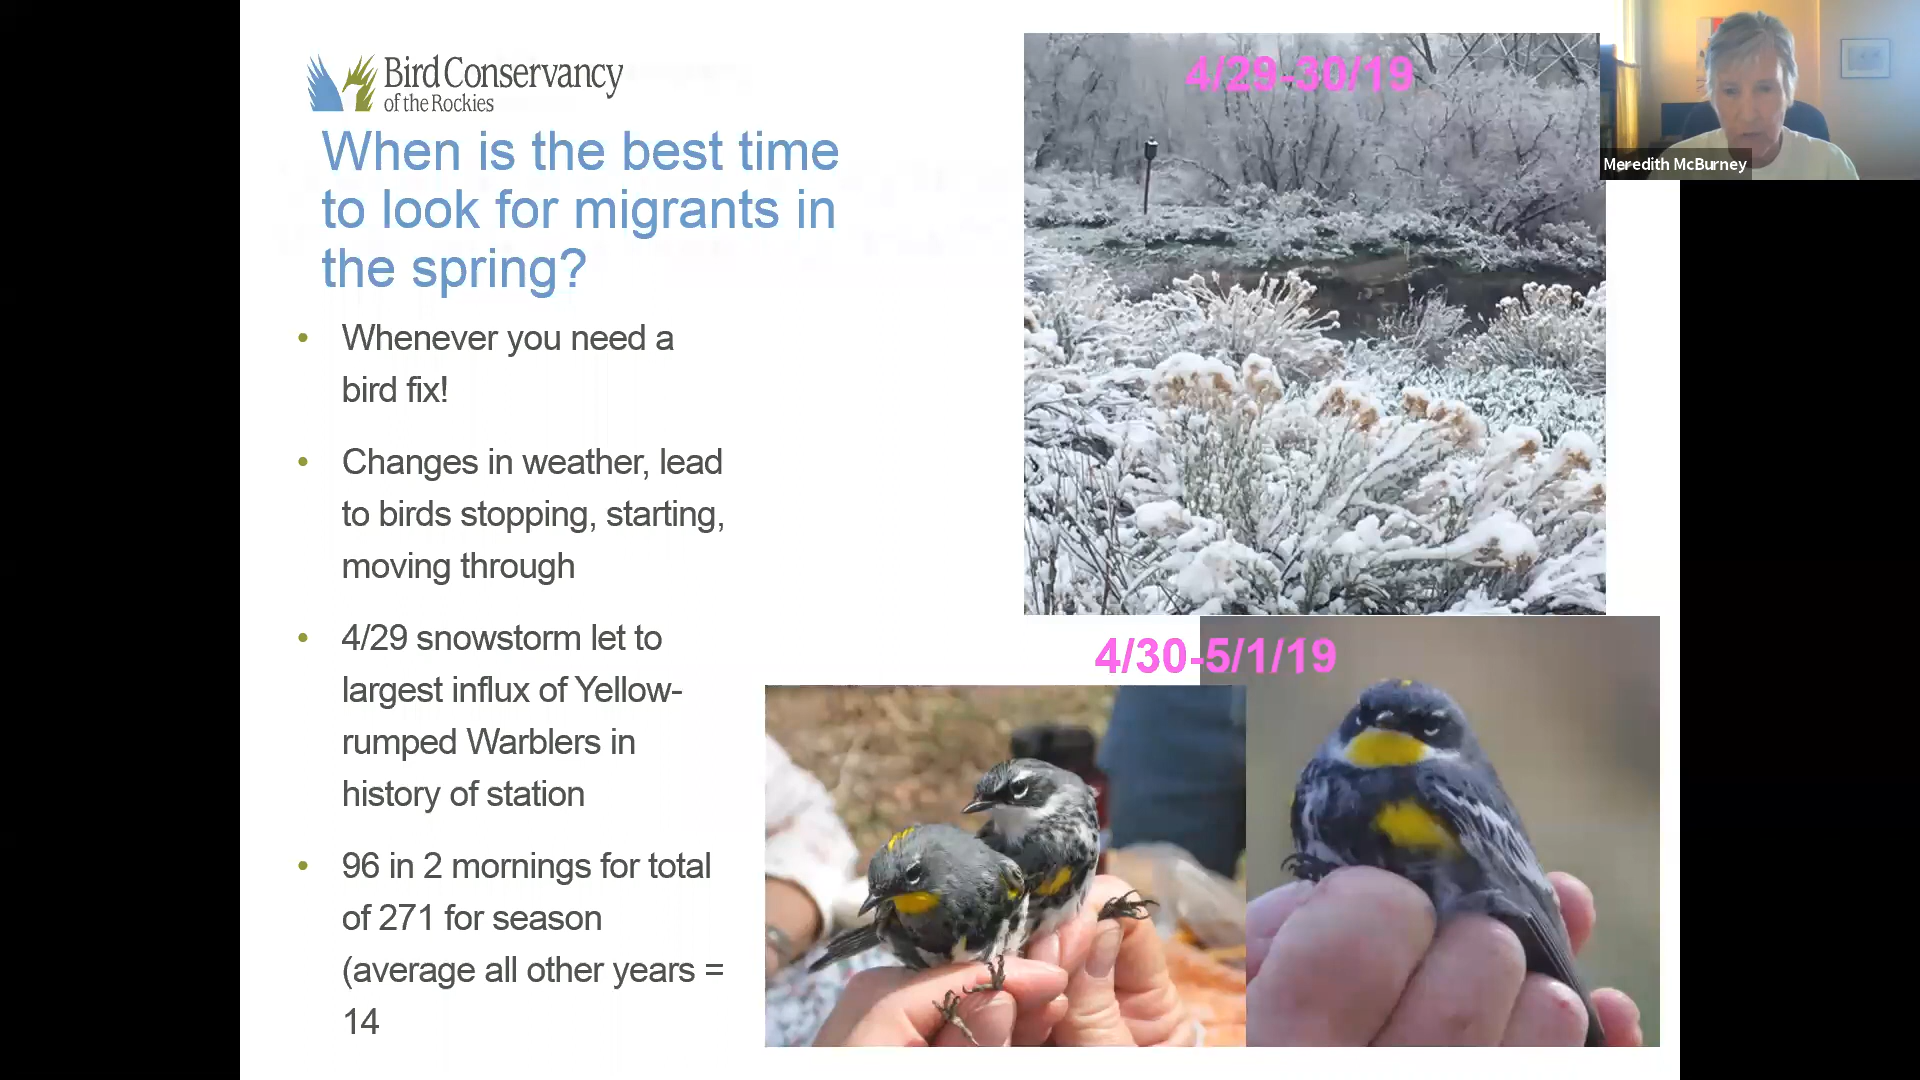 Bird Conservancy
of the Rockies
When is the best time
to look for migrants in
the spring?
• Whenever you need a
bird fix!
• Changes in weather, lead
to birds stopping, starting,
moving through
• 4/29 snowstorm let to
largest influx of Yellow-
rumped Warblers in
history of station
• 96 in 2 mornings for total
of 271 for season
(average all other years =
14
4/29-30/19
4/30-5/1/19
Meredith McBurney